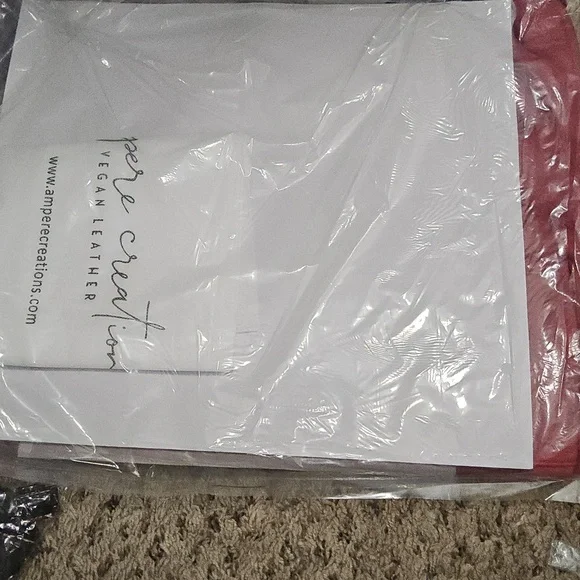 pere creation
VEGAN LEATHER
www.amperecreations.com